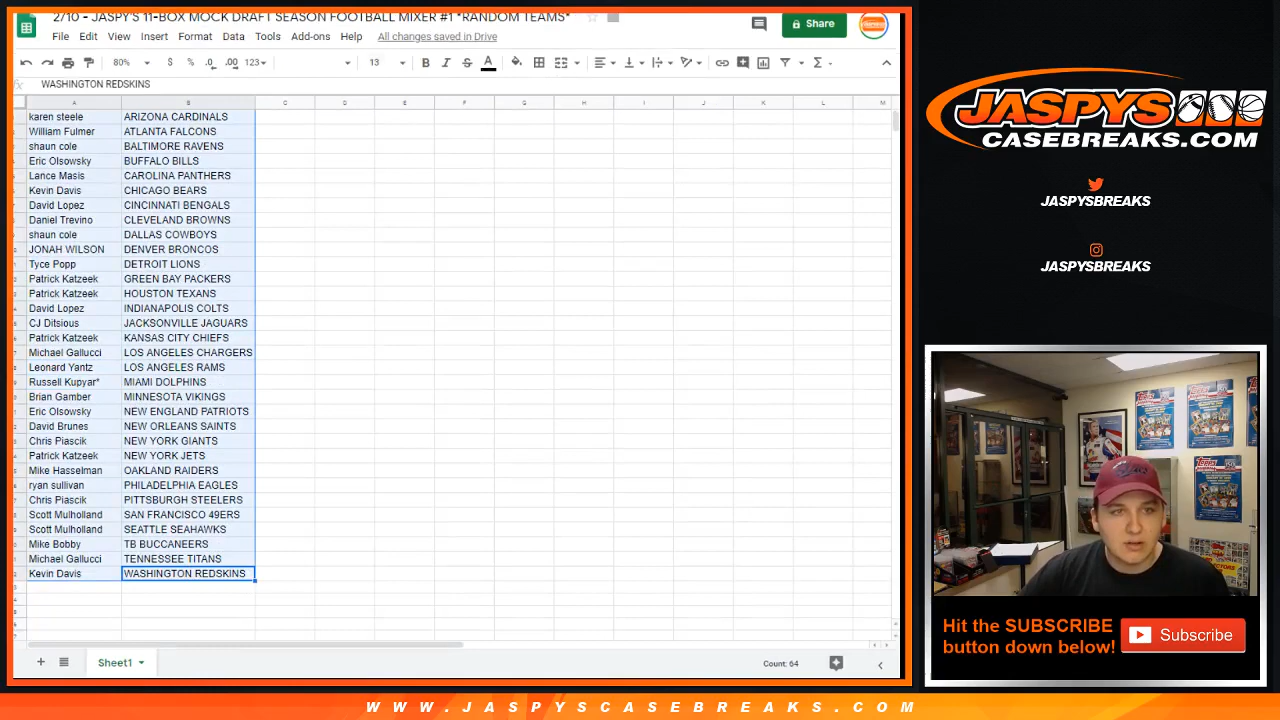 2/10 - JASPY'S 11-BOX MOCK DRAFT SEASON FOOTBALL MIXER #1 *RANDOM TEAMS*
File Edit View Insert Format Data Tools Add-ons Help All changes saved in Drive
Share
80% $ % .0 .00 123 13 B I S A
fx WASHINGTON REDSKINS
A B C D E F G H I J K L M
karen steele ARIZONA CARDINALS
William Fulmer ATLANTA FALCONS
shaun cole BALTIMORE RAVENS
Eric Olsowsky BUFFALO BILLS
Lance Masis CAROLINA PANTHERS
Kevin Davis CHICAGO BEARS
David Lopez CINCINNATI BENGALS
Daniel Trevino CLEVELAND BROWNS
shaun cole DALLAS COWBOYS
JONAH WILSON DENVER BRONCOS
Tyce Popp DETROIT LIONS
Patrick Katzeek GREEN BAY PACKERS
Patrick Katzeek HOUSTON TEXANS
David Lopez INDIANAPOLIS COLTS
CJ Ditsious JACKSONVILLE JAGUARS
Patrick Katzeek KANSAS CITY CHIEFS
Michael Gallucci LOS ANGELES CHARGERS
Leonard Yantz LOS ANGELES RAMS
Russell Kupyar* MIAMI DOLPHINS
Brian Gamber MINNESOTA VIKINGS
Eric Olsowsky NEW ENGLAND PATRIOTS
David Brunes NEW ORLEANS SAINTS
Chris Piascik NEW YORK GIANTS
Patrick Katzeek NEW YORK JETS
Mike Hasselman OAKLAND RAIDERS
ryan sullivan PHILADELPHIA EAGLES
Chris Piascik PITTSBURGH STEELERS
Scott Mulholland SAN FRANCISCO 49ERS
Scott Mulholland SEATTLE SEAHAWKS
Mike Bobby TB BUCCANEERS
Michael Gallucci TENNESSEE TITANS
Kevin Davis WASHINGTON REDSKINS
Sheet1
Count: 64
JASPYS
CASEBREAKS.COM
JASPYSBREAKS
JASPYSBREAKS
Hit the SUBSCRIBE
button down below!
Subscribe
WWW.JASPYSCASEBREAKS.COM